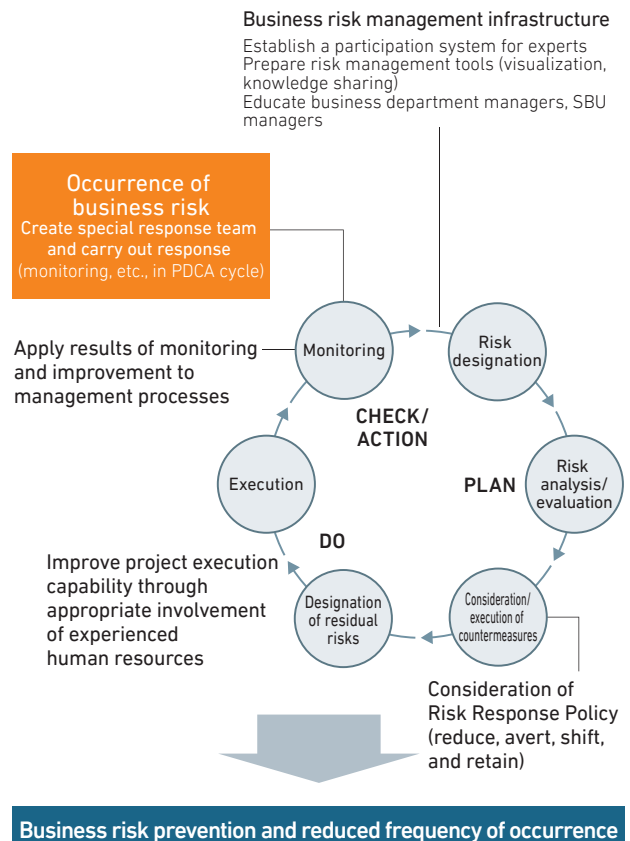 Business risk management infrastructure
Establish a participation system for experts
Prepare risk management tools (visualization,
knowledge sharing)
Educate business department managers, SBU
managers
Occurrence of
business risk
Create special response team
and carry out response
(monitoring, etc., in PDCA cycle)
Apply results of monitoring
and improvement to
management processes
Monitoring
Risk
designation
CHECK/
ACTION
Execution
PLAN
Risk
analysis/
evaluation
DO
Improve project execution
capability through
appropriate involvement
of experienced
human resources
Designation
of residual
risks
Consideration/
execution of
countermeasures
Consideration of
Risk Response Policy
(reduce, avert, shift,
and retain)
Business risk prevention and reduced frequency of occurrence